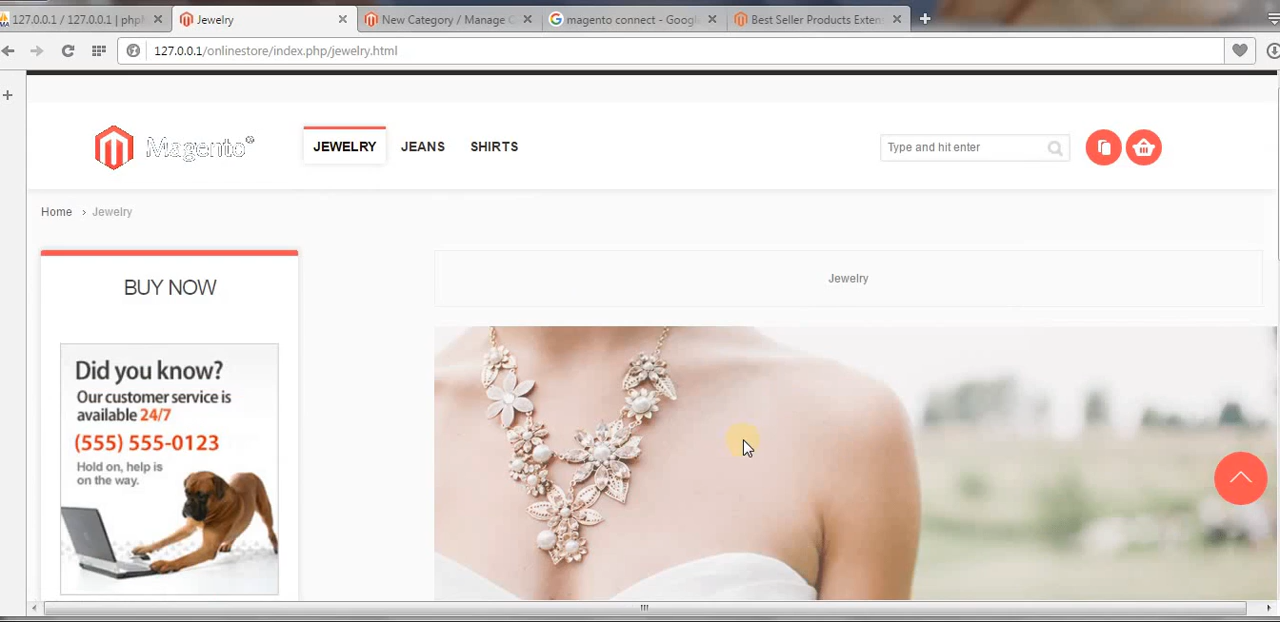 127.0.0.1 / 127.0.0.1 | phpM
Jewelry
New Category / Manage C
magento connect - Google
Best Seller Products Exten
127.0.0.1/onlinestore/index.php/jewelry.html
Magento®
JEWELRY
JEANS
SHIRTS
Type and hit enter
Home › Jewelry
BUY NOW
Jewelry
Did you know?
Our customer service is
available 24/7
(555) 555-0123
Hold on, help is
on the way.